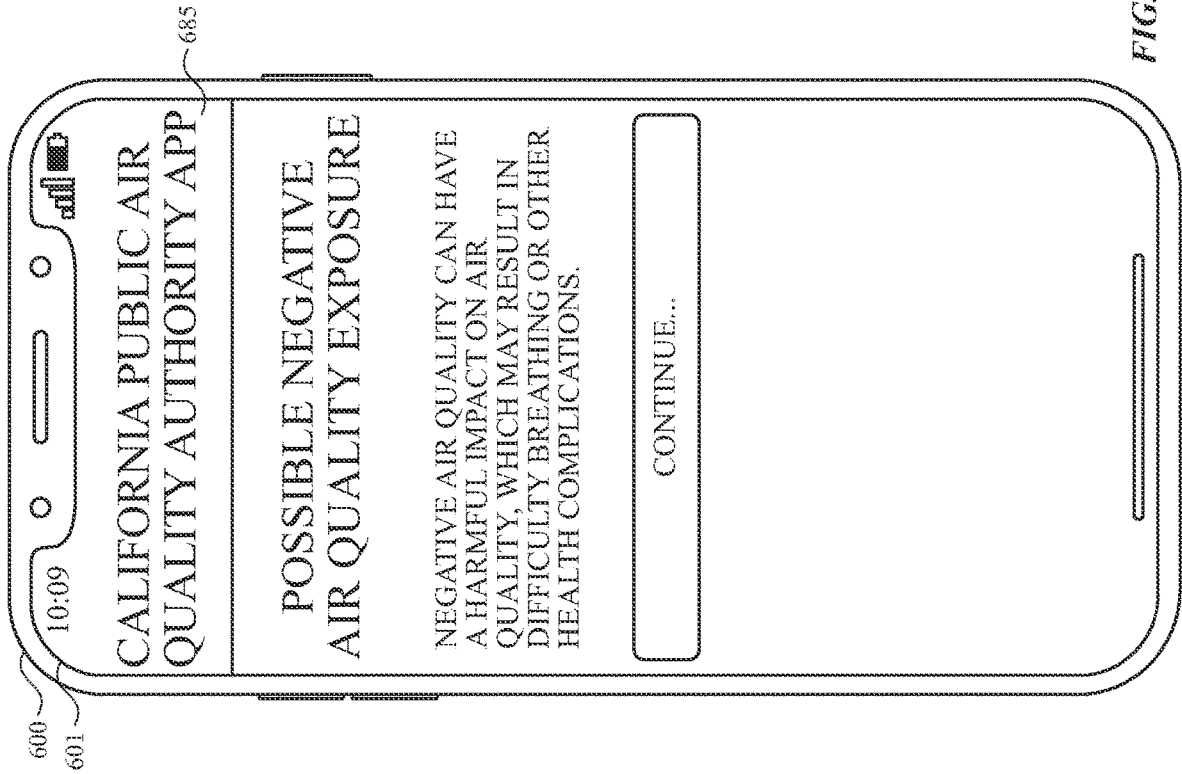 600
601
10:09
CALIFORNIA PUBLIC AIR
QUALITY AUTHORITY APP
685
POSSIBLE NEGATIVE
AIR QUALITY EXPOSURE
NEGATIVE AIR QUALITY CAN HAVE
A HARMFUL IMPACT ON AIR
QUALITY, WHICH MAY RESULT IN
DIFFICULTY BREATHING OR OTHER
HEALTH COMPLICATIONS.
CONTINUE...
FIG.